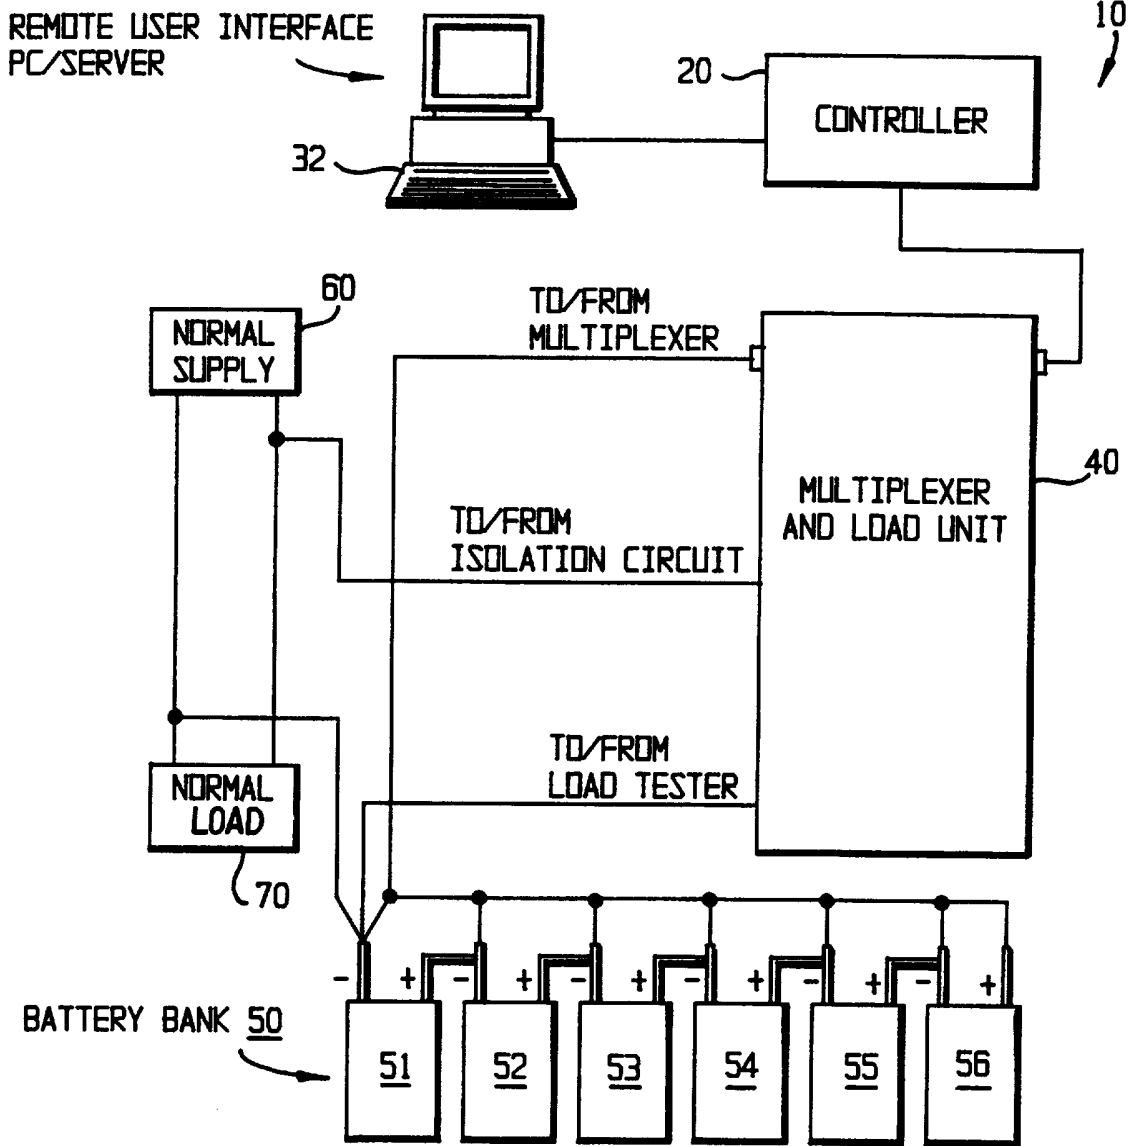 REMOTE USER INTERFACE
PC/SERVER
10
20
CONTROLLER
32
60
NORMAL
SUPPLY
TO/FROM
MULTIPLEXER
40
MULTIPLEXER
AND LOAD UNIT
TO/FROM
ISOLATION CIRCUIT
TO/FROM
LOAD TESTER
NORMAL
LOAD
70
- + - + - + - + - + - +
BATTERY BANK 50
51 52 53 54 55 56